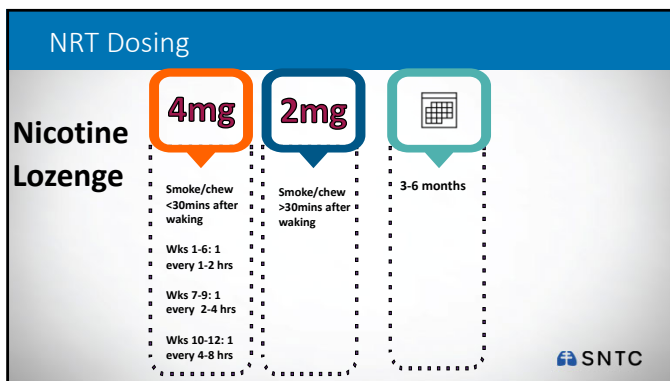 NRT Dosing
Nicotine
Lozenge
4mg
Smoke/chew
<30mins after
waking
Wks 1-6: 1
every 1-2 hrs
Wks 7-9: 1
every 2-4 hrs
Wks 10-12: 1
every 4-8 hrs
2mg
Smoke/chew
>30mins after
waking
3-6 months
SNTC